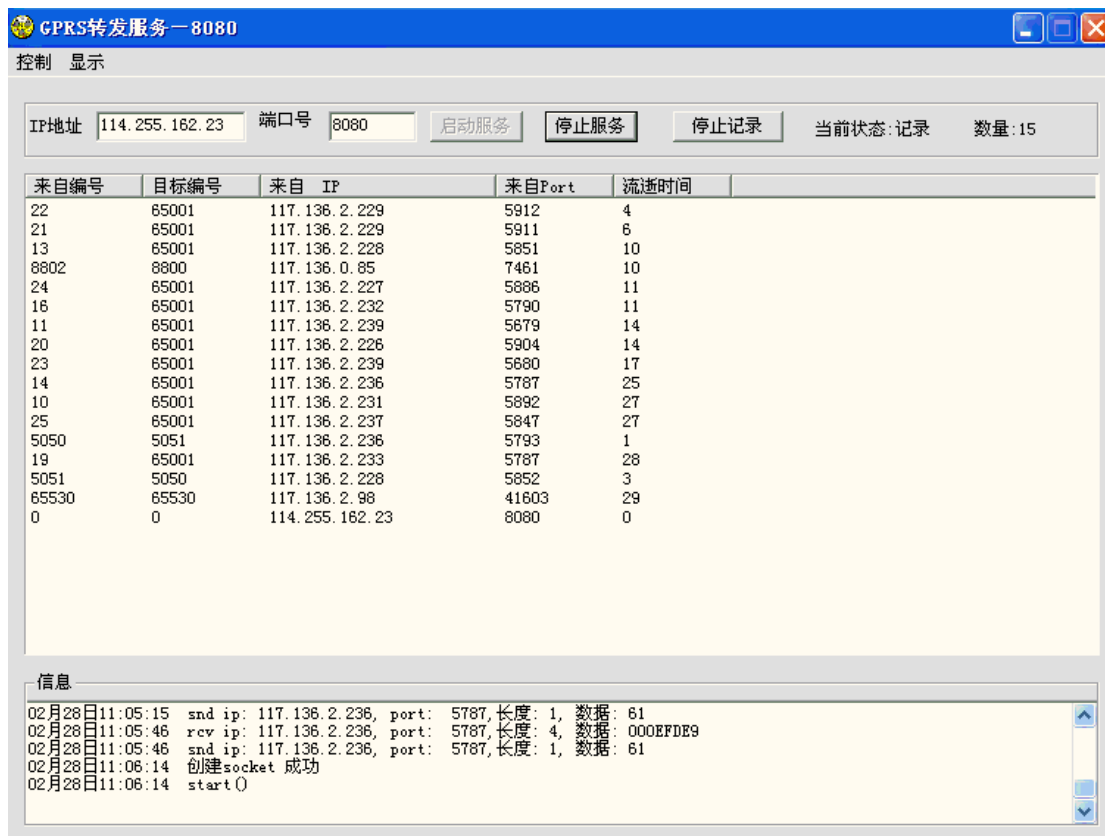 GPRS转发服务－8080
控制 显示
IP地址 114.255.162.23 端口号 8080 启动服务 停止服务 停止记录 当前状态:记录 数量:15
来自编号 目标编号 来自 IP 来自Port 流逝时间
22 65001 117.136.2.229 5912 4
21 65001 117.136.2.229 5911 6
13 65001 117.136.2.228 5851 10
8802 8800 117.136.0.85 7461 10
24 65001 117.136.2.227 5886 11
16 65001 117.136.2.232 5790 11
11 65001 117.136.2.239 5679 14
20 65001 117.136.2.226 5904 14
23 65001 117.136.2.239 5680 17
14 65001 117.136.2.236 5787 25
10 65001 117.136.2.231 5892 27
25 65001 117.136.2.237 5847 27
5050 5051 117.136.2.236 5793 1
19 65001 117.136.2.233 5787 28
5051 5050 117.136.2.228 5852 3
65530 65530 117.136.2.98 41603 29
0 0 114.255.162.23 8080 0
信息
02月28日11:05:15 snd ip: 117.136.2.236, port: 5787,长度: 1, 数据: 61
02月28日11:05:46 rcv ip: 117.136.2.236, port: 5787,长度: 4, 数据: 000EFDE9
02月28日11:05:46 snd ip: 117.136.2.236, port: 5787,长度: 1, 数据: 61
02月28日11:06:14 创建socket 成功
02月28日11:06:14 start()